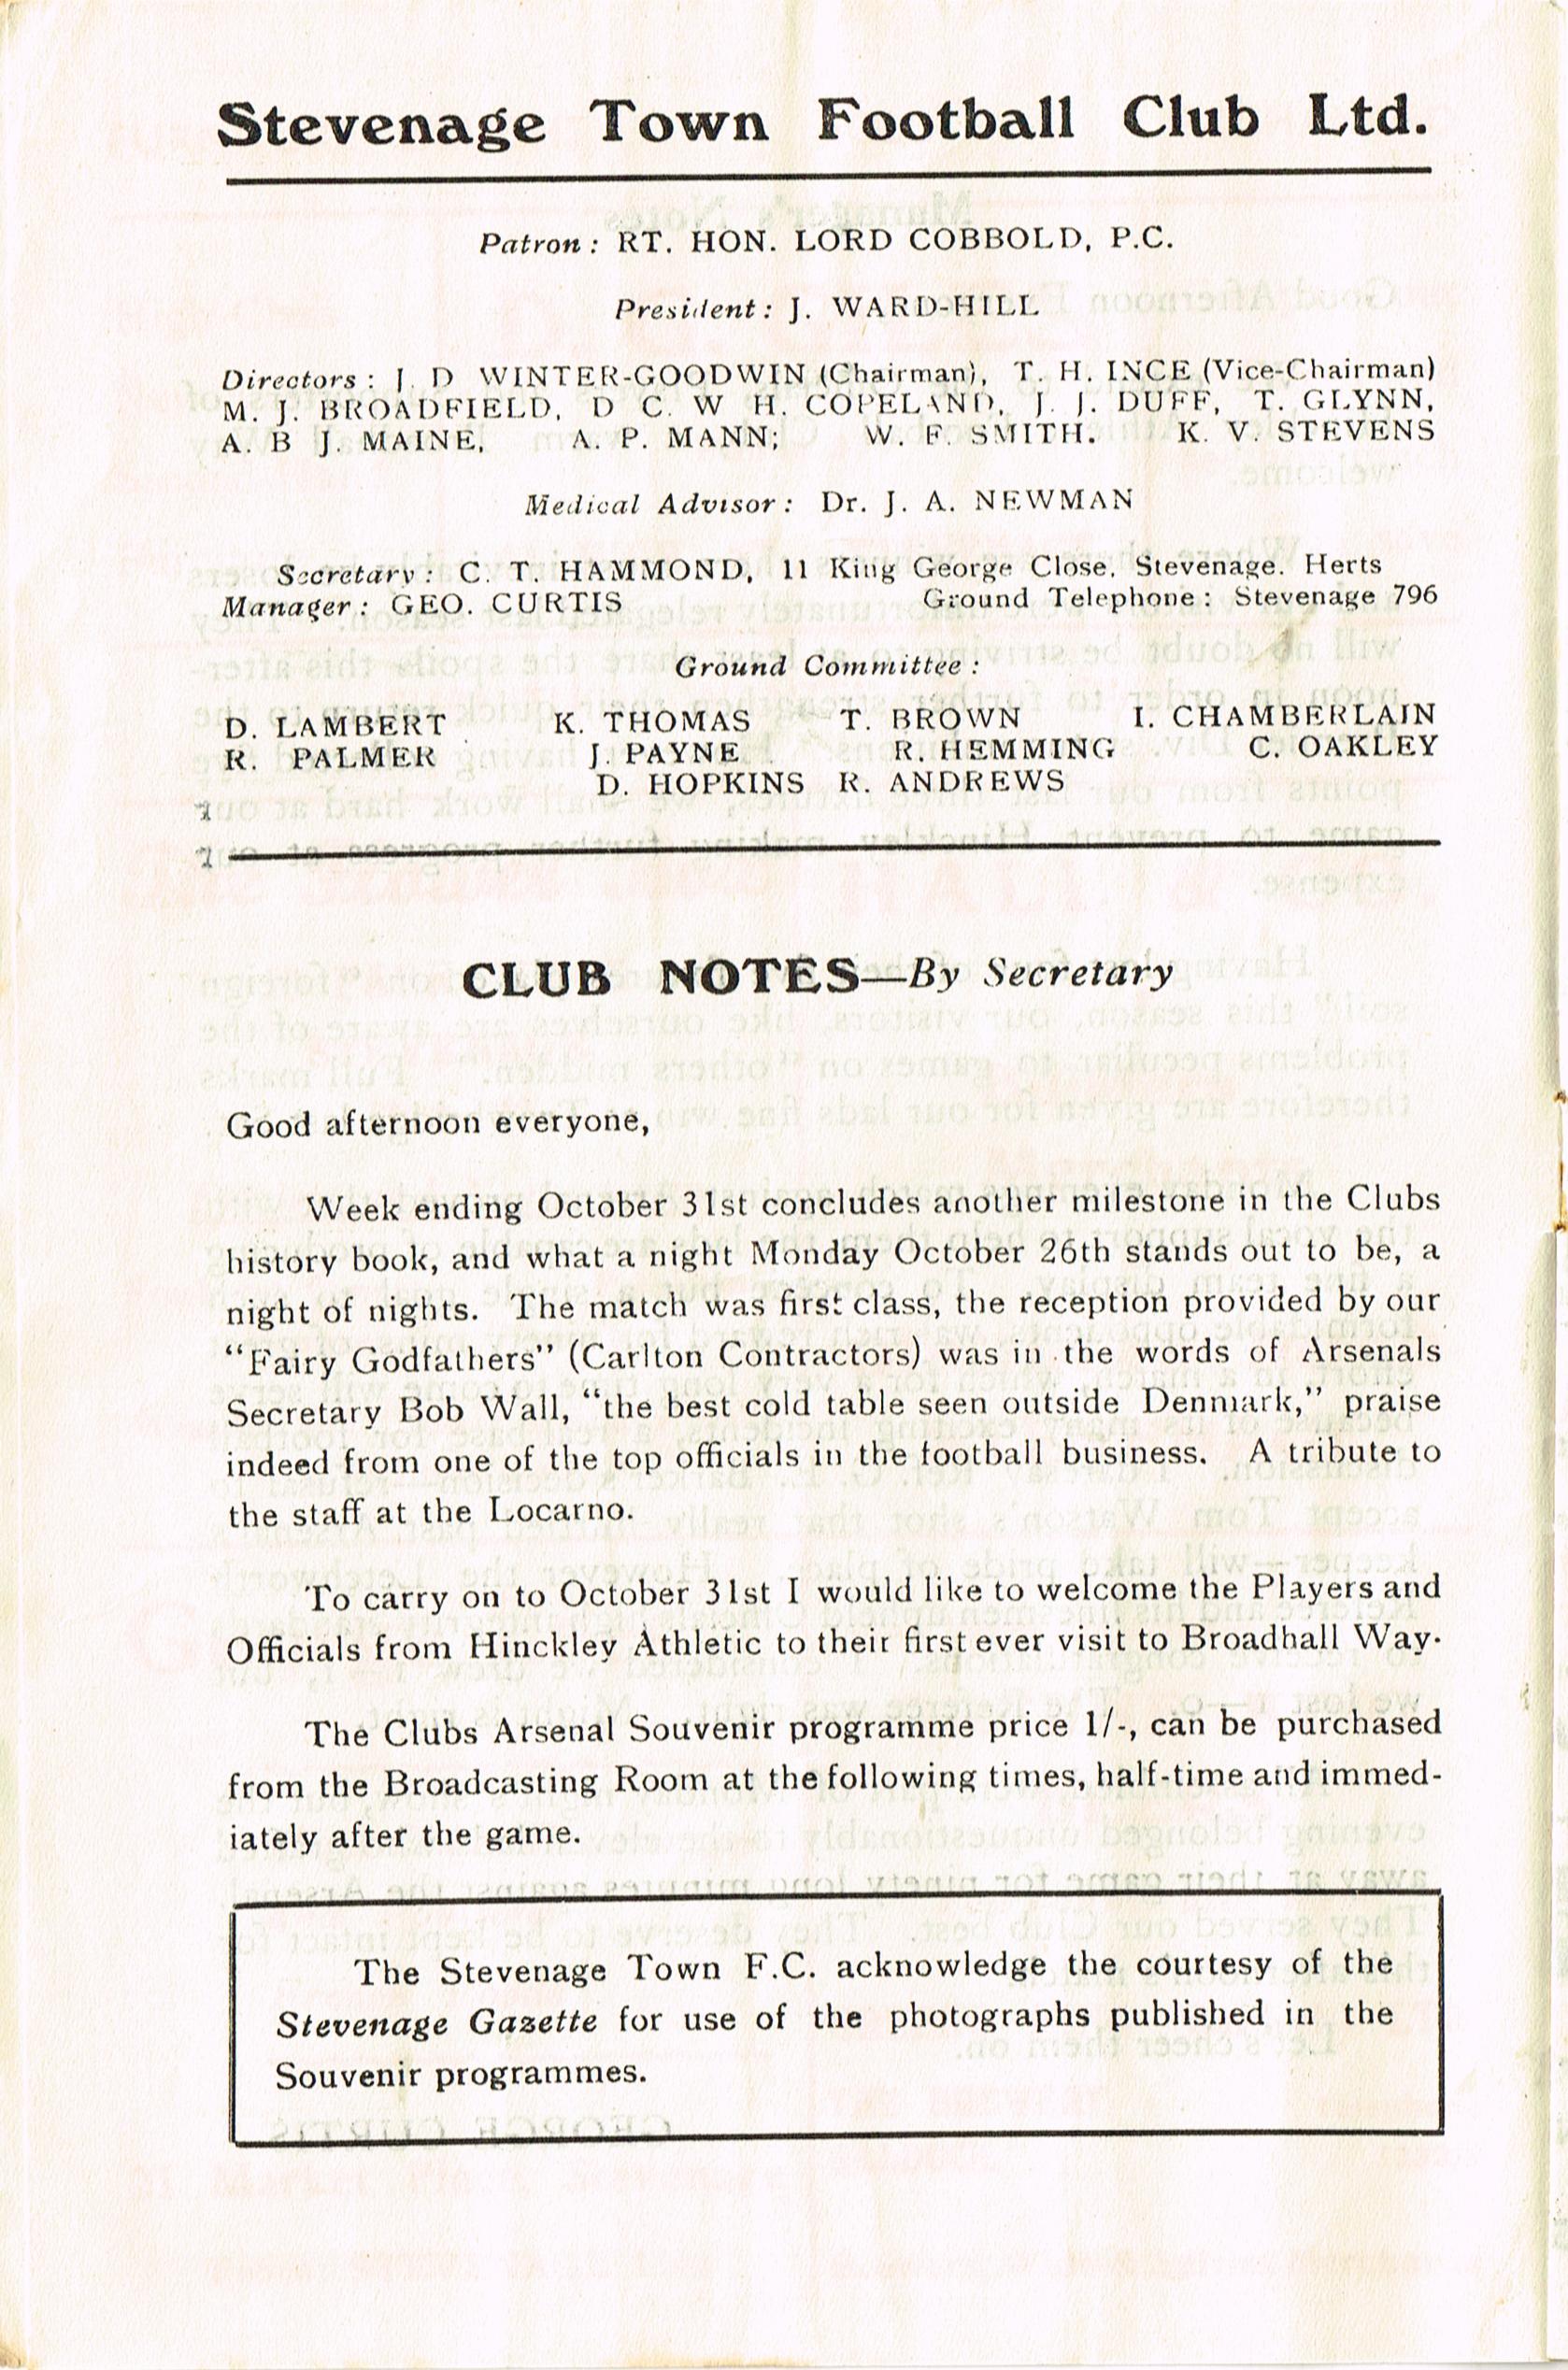 Stevenage Town Football Club Ltd.
Patron: RT. HON. LORD COBBOLD, P.C.
President: J. WARD-HILL
Directors: J. D WINTER-GOODWIN (Chairman), T. H. INCE (Vice-Chairman)
M. J. BROADFIELD, D C. W H. COPELAND, J. J. DUFF, T. GLYNN,
A. B J. MAINE, A. P. MANN; W. F. SMITH. K. V. STEVENS
Medical Advisor: Dr. J. A. NEWMAN
Secretary: C. T. HAMMOND, 11 King George Close, Stevenage. Herts
Manager: GEO. CURTIS Ground Telephone: Stevenage 796
Ground Committee:
D. LAMBERT K. THOMAS T. BROWN I. CHAMBERLAIN
R. PALMER J. PAYNE R. HEMMING C. OAKLEY
D. HOPKINS R. ANDREWS
CLUB NOTES—By Secretary
Good afternoon everyone,
Week ending October 31st concludes another milestone in the Clubs
history book, and what a night Monday October 26th stands out to be, a
night of nights. The match was first class, the reception provided by our
“Fairy Godfathers” (Carlton Contractors) was in the words of Arsenals
Secretary Bob Wall, “the best cold table seen outside Denmark,” praise
indeed from one of the top officials in the football business. A tribute to
the staff at the Locarno.
To carry on to October 31st I would like to welcome the Players and
Officials from Hinckley Athletic to their first ever visit to Broadhall Way.
The Clubs Arsenal Souvenir programme price 1/-, can be purchased
from the Broadcasting Room at the following times, half-time and immed-
iately after the game.
The Stevenage Town F.C. acknowledge the courtesy of the
Stevenage Gazette for use of the photographs published in the
Souvenir programmes.